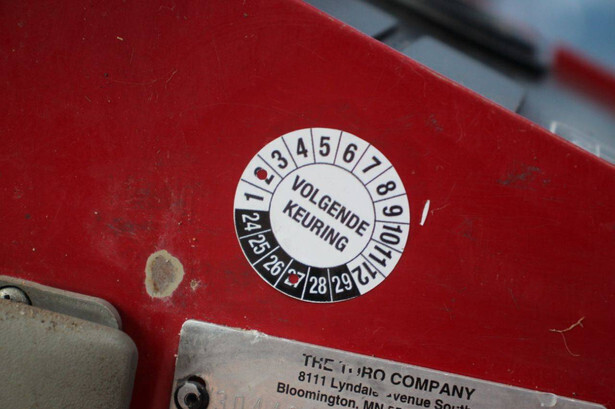 1 2 3 4 5 6 7 8 9 10 11 12
VOLGENDE
KEURING
24 25 26 27 28 29
THE TORO COMPANY
8111 Lyndale Avenue South
Bloomington, MN